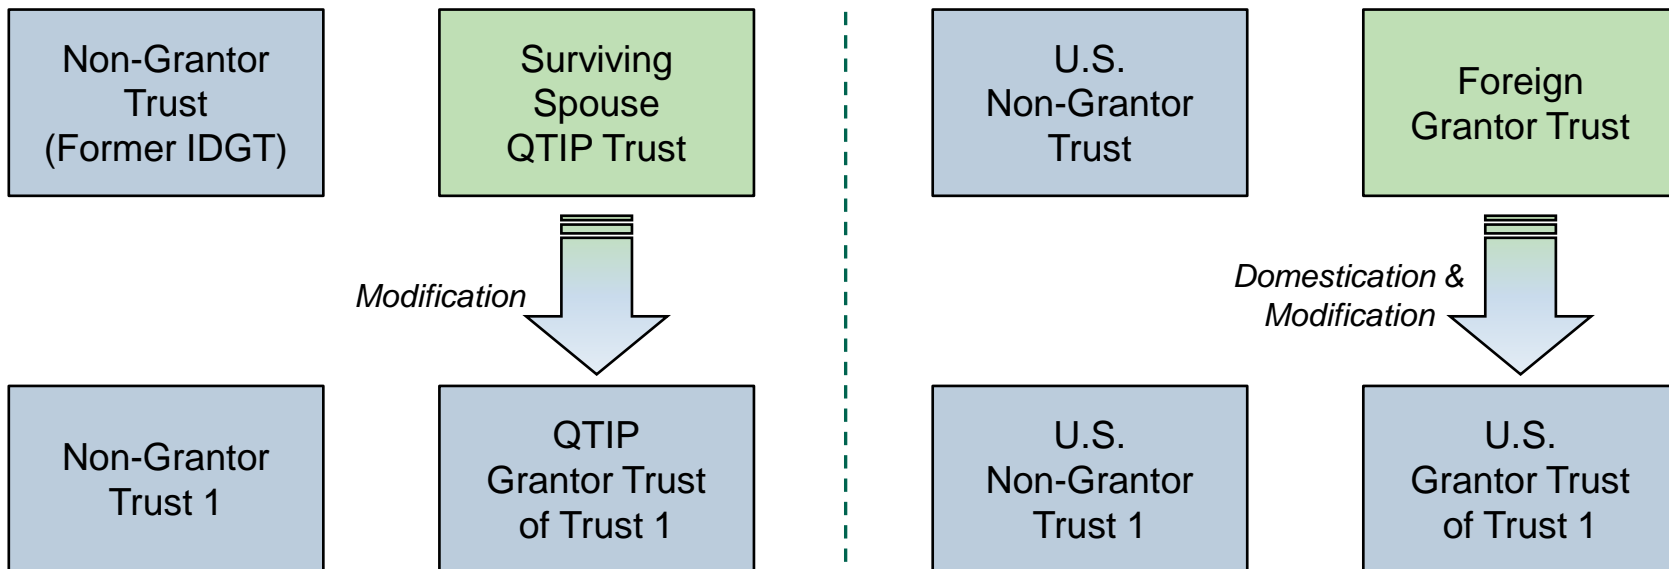 Non-Grantor
Trust
(Former IDGT)
Surviving
Spouse
QTIP Trust
U.S.
Non-Grantor
Trust
Foreign
Grantor Trust
Modification
Domestication &
Modification
Non-Grantor
Trust 1
QTIP
Grantor Trust
of Trust 1
U.S.
Non-Grantor
Trust 1
U.S.
Grantor Trust
of Trust 1